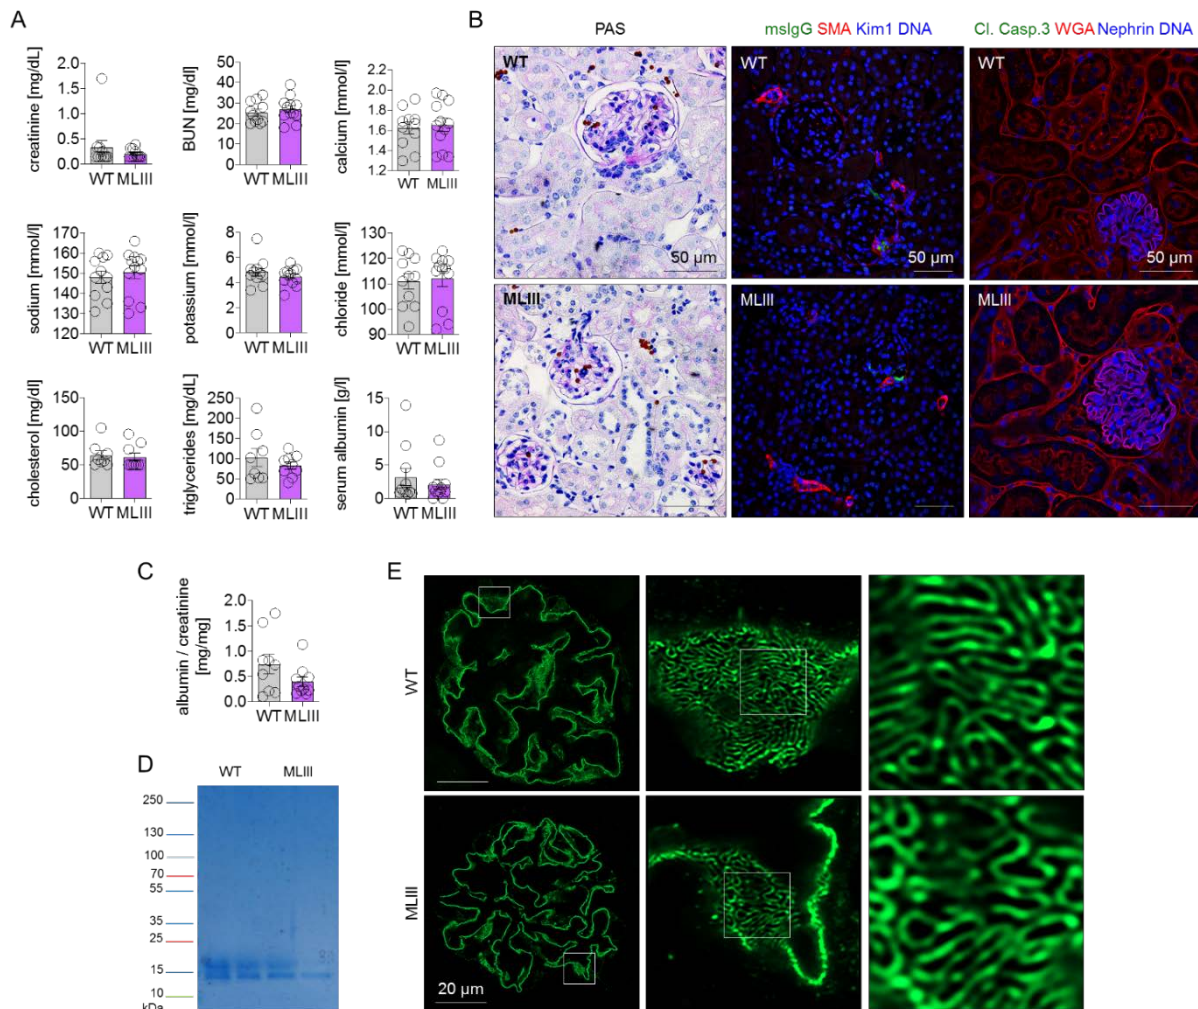 A
creatinine [mg/dL]
2.0
1.5
1.0
0.5
0.0
WT MLIII
BUN [mg/dl]
50
40
30
20
10
0
WT MLIII
calcium [mmol/l]
2.2
2.0
1.8
1.6
1.4
1.2
WT MLIII
sodium [mmol/l]
170
160
150
140
130
120
WT MLIII
potassium [mmol/l]
10
8
6
4
2
0
WT MLIII
chloride [mmol/l]
130
120
110
100
90
WT MLIII
cholesterol [mg/dl]
150
100
50
0
WT MLIII
triglycerides [mg/dL]
250
200
150
100
50
0
WT MLIII
serum albumin [g/l]
15
10
5
0
WT MLIII
B
PAS
msIgG SMA Kim1 DNA
Cl. Casp.3 WGA Nephrin DNA
WT
50 µm
WT
50 µm
WT
50 µm
MLIII
MLIII
MLIII
C
albumin / creatinine
[mg/mg]
2.0
1.5
1.0
0.5
0.0
WT MLIII
D
WT MLIII
250
130
100
70
55
35
25
15
10
kDa
E
WT
MLIII
20 µm